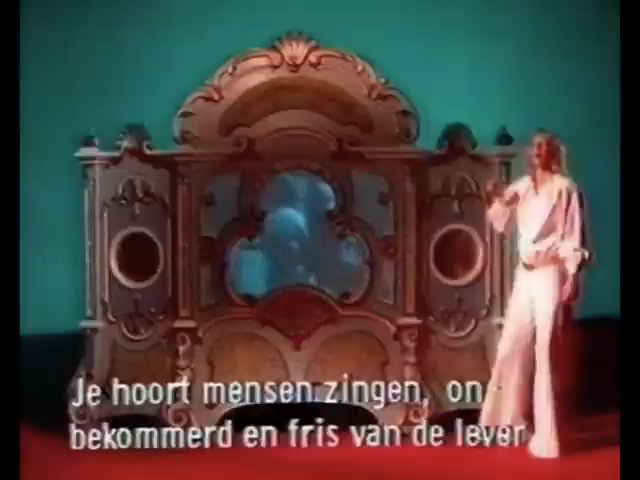 Je hoort mensen zingen, on-
bekommerd en fris van de lever